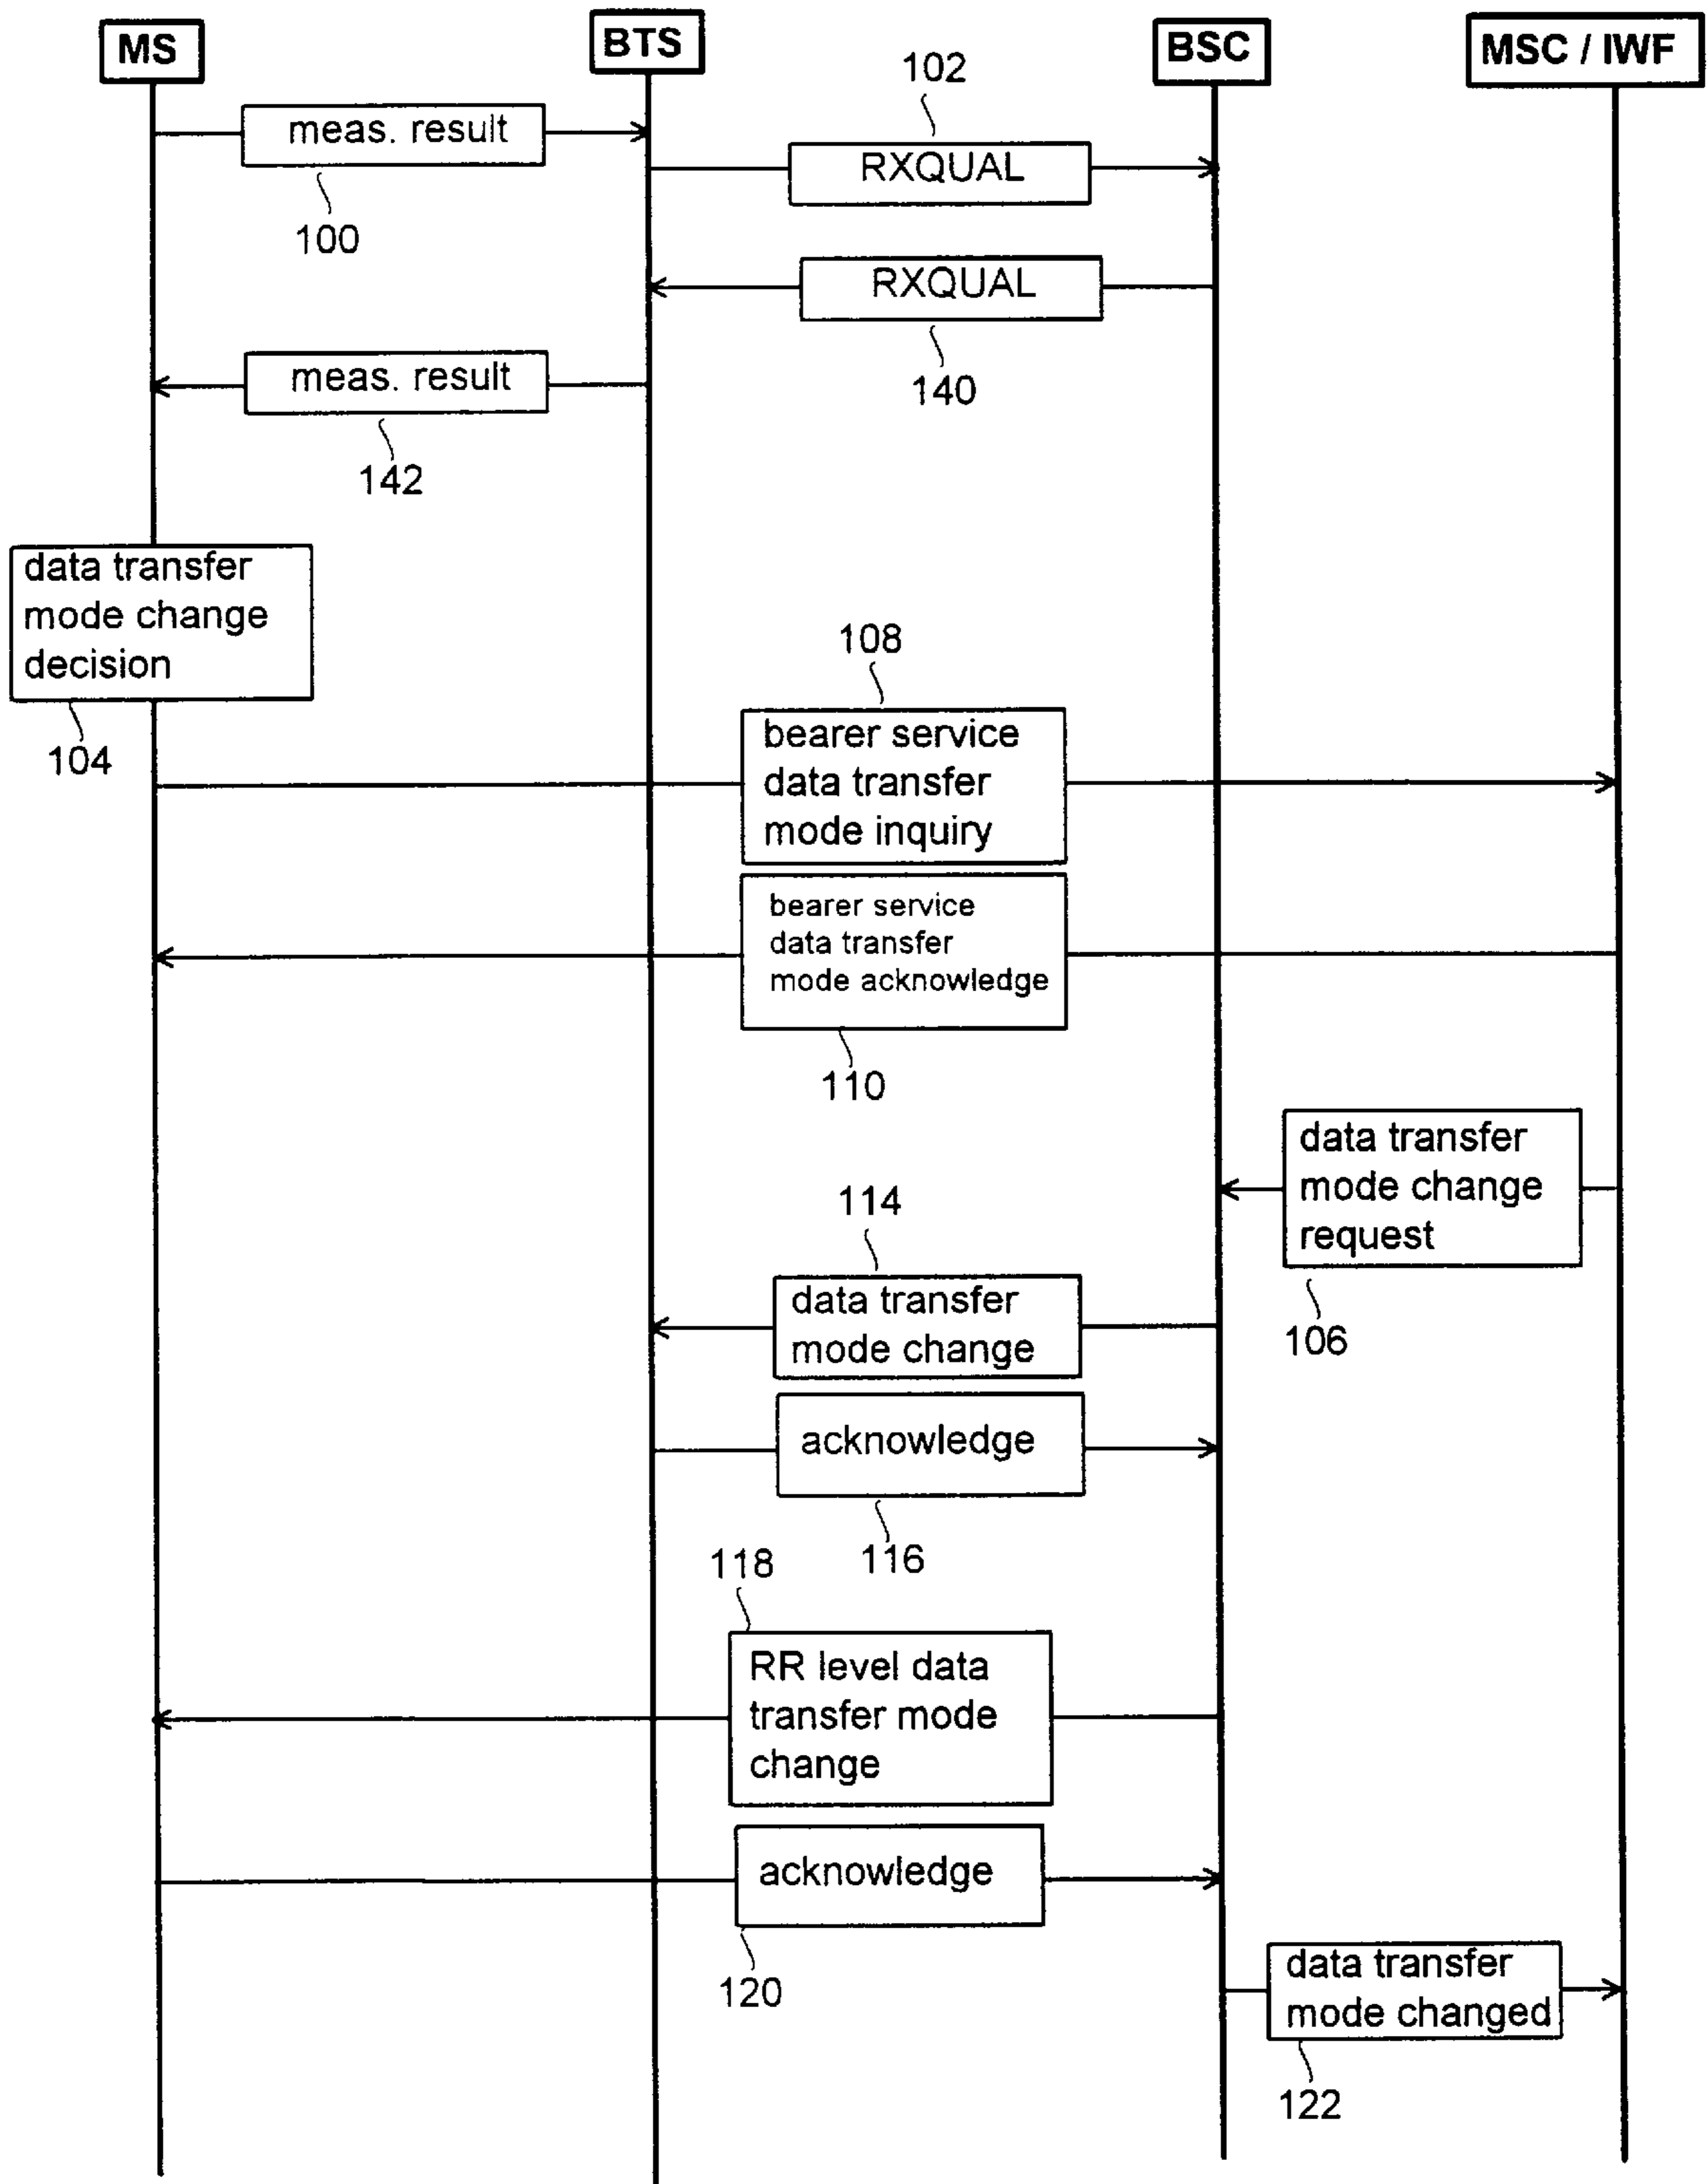 MS
BTS
BSC
MSC / IWF
meas. result
100
102
RXQUAL
RXQUAL
140
meas. result
142
data transfer
mode change
decision
104
108
bearer service
data transfer
mode inquiry
bearer service
data transfer
mode acknowledge
110
data transfer
mode change
request
106
114
data transfer
mode change
acknowledge
116
118
RR level data
transfer mode
change
acknowledge
120
data transfer
mode changed
122